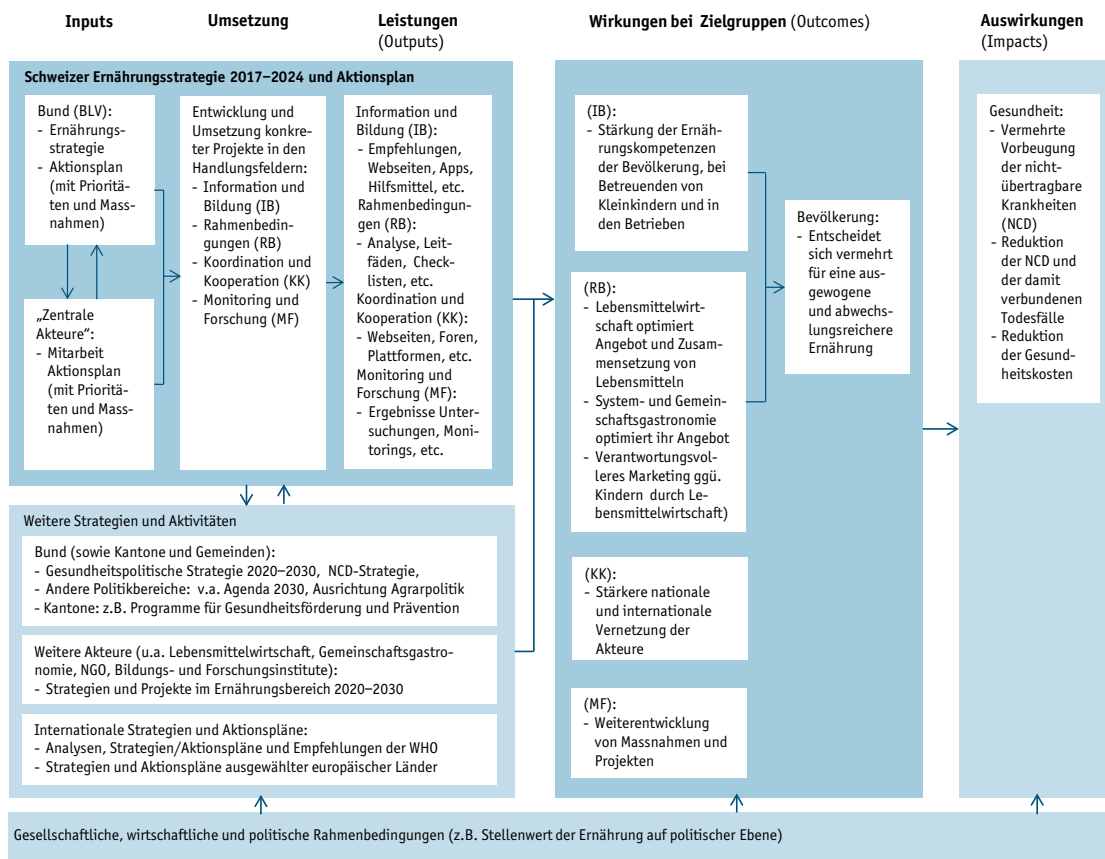 Inputs
Umsetzung
Leistungen
(Outputs)
Wirkungen bei Zielgruppen (Outcomes)
Auswirkungen
(Impacts)
Schweizer Ernährungsstrategie 2017–2024 und Aktionsplan
Bund (BLV):
- Ernährungs-
strategie
- Aktionsplan
(mit Prioritä-
ten und Mass-
nahmen)
„Zentrale
Akteure“:
- Mitarbeit
Aktionsplan
(mit Prioritä-
ten und Mass-
nahmen)
Entwicklung und
Umsetzung konkre-
ter Projekte in den
Handlungsfeldern:
- Information und
Bildung (IB)
- Rahmenbedin-
gungen (RB)
- Koordination und
Kooperation (KK)
- Monitoring und
Forschung (MF)
Information und
Bildung (IB):
- Empfehlungen,
Webseiten, Apps,
Hilfsmittel, etc.
Rahmenbedingun-
gen (RB):
- Analyse, Leit-
fäden, Check-
listen, etc.
Koordination und
Kooperation (KK):
- Webseiten, Foren,
Plattformen, etc.
Monitoring und
Forschung (MF):
- Ergebnisse Unter-
suchungen, Moni-
torings, etc.
(IB):
- Stärkung der Ernäh-
rungskompetenzen
der Bevölkerung, bei
Betreuenden von
Kleinkindern und in
den Betrieben
(RB):
- Lebensmittelwirt-
schaft optimiert
Angebot und Zusam-
mensetzung von
Lebensmitteln
- System- und Gemein-
schaftsgastronomie
optimiert ihr Angebot
- Verantwortungsvol-
leres Marketing ggü.
Kindern durch Le-
bensmittelwirtschaft)
(KK):
- Stärkere nationale
und internationale
Vernetzung der
Akteure
(MF):
- Weiterentwicklung
von Massnahmen und
Projekten
Bevölkerung:
- Entscheidet
sich vermehrt
für eine aus-
gewogene
und abwechs-
lungsreichere
Ernährung
Gesundheit:
- Vermehrte
Vorbeugung
der nicht-
übertragbare
Krankheiten
(NCD)
- Reduktion
der NCD und
der damit
verbundenen
Todesfälle
- Reduktion
der Gesund-
heitskosten
Weitere Strategien und Aktivitäten
Bund (sowie Kantone und Gemeinden):
- Gesundheitspolitische Strategie 2020–2030, NCD-Strategie,
- Andere Politikbereiche: v.a. Agenda 2030, Ausrichtung Agrarpolitik
- Kantone: z.B. Programme für Gesundheitsförderung und Prävention
Weitere Akteure (u.a. Lebensmittelwirtschaft, Gemeinschaftsgastro-
nomie, NGO, Bildungs- und Forschungsinstitute):
- Strategien und Projekte im Ernährungsbereich 2020–2030
Internationale Strategien und Aktionspläne:
- Analysen, Strategien/Aktionspläne und Empfehlungen der WHO
- Strategien und Aktionspläne ausgewählter europäischer Länder
Gesellschaftliche, wirtschaftliche und politische Rahmenbedingungen (z.B. Stellenwert der Ernährung auf politischer Ebene)